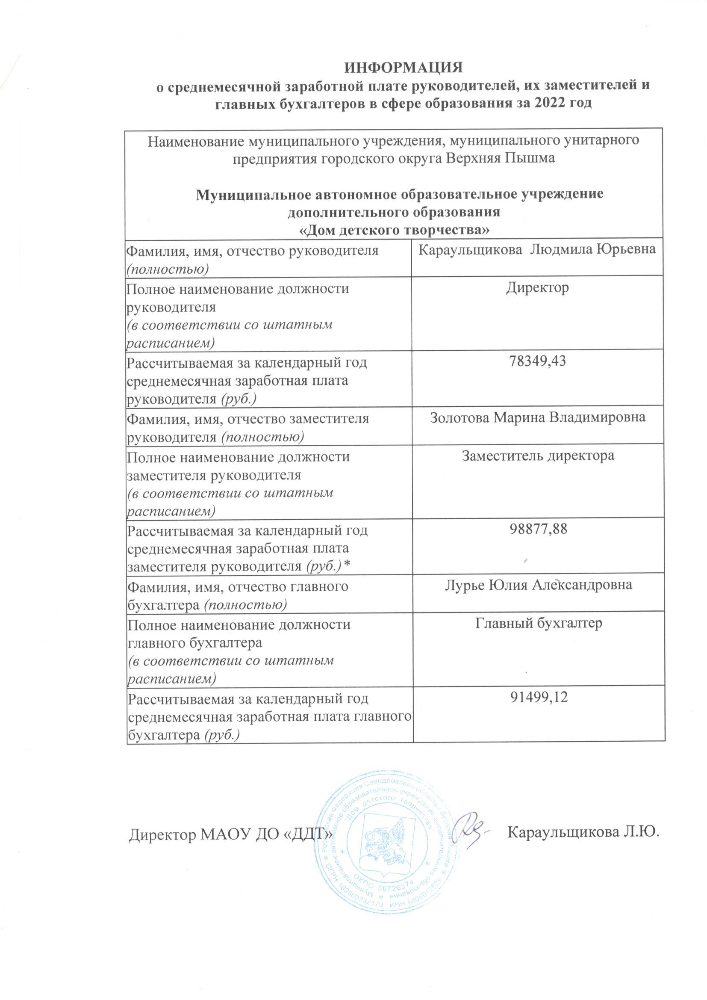 ИНФОРМАЦИЯ
о среднемесячной заработной плате руководителей, их заместителей и
главных бухгалтеров в сфере образования за 2022 год
Наименование муниципального учреждения, муниципального унитарного
предприятия городского округа Верхняя Пышма
Муниципальное автономное образовательное учреждение
дополнительного образования
«Дом детского творчества»
Фамилия, имя, отчество руководителя
(полностью)
Караульщикова Людмила Юрьевна
Полное наименование должности
руководителя
(в соответствии со штатным
расписанием)
Директор
Рассчитываемая за календарный год
среднемесячная заработная плата
руководителя (руб.)
78349,43
Фамилия, имя, отчество заместителя
руководителя (полностью)
Золотова Марина Владимировна
Полное наименование должности
заместителя руководителя
(в соответствии со штатным
расписанием)
Заместитель директора
Рассчитываемая за календарный год
среднемесячная заработная плата
заместителя руководителя (руб.)*
98877,88
Фамилия, имя, отчество главного
бухгалтера (полностью)
Лурье Юлия Александровна
Полное наименование должности
главного бухгалтера
(в соответствии со штатным
расписанием)
Главный бухгалтер
Рассчитываемая за календарный год
среднемесячная заработная плата главного
бухгалтера (руб.)
91499,12
Директор МАОУ ДО «ДДТ»
Караульщикова Л.Ю.
* Российская Федерация Свердловская область г. Верхняя Пышма *
Муниципальное автономное образовательное учреждение дополнительного образования *
"Дом детского творчества"
ОКПО 50726374
ОГРН 102660732179 ИНН 6606012929